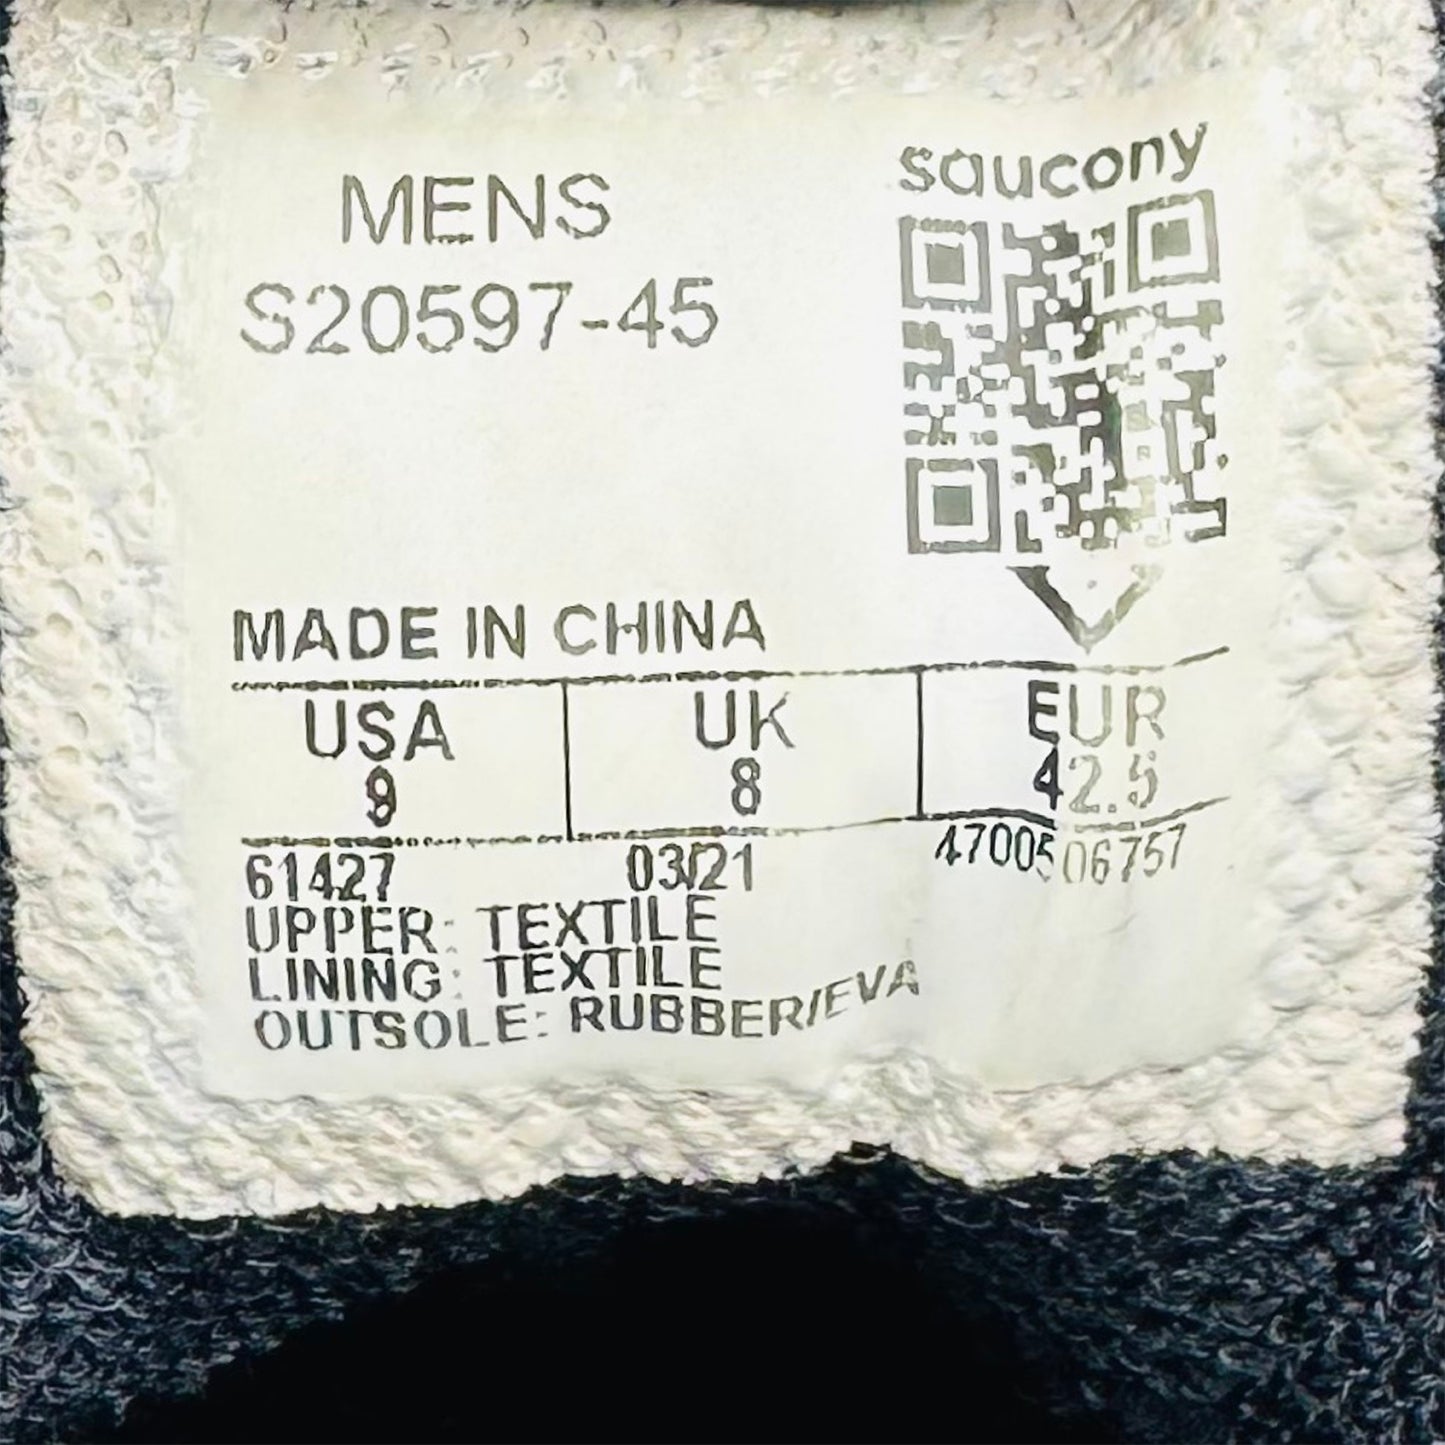 saucony
MENS
S20597-45
MADE IN CHINA
USA UK EUR
9 8 42.5
61427 03/21 4700506757
UPPER: TEXTILE
LINING: TEXTILE
OUTSOLE: RUBBER/EVA